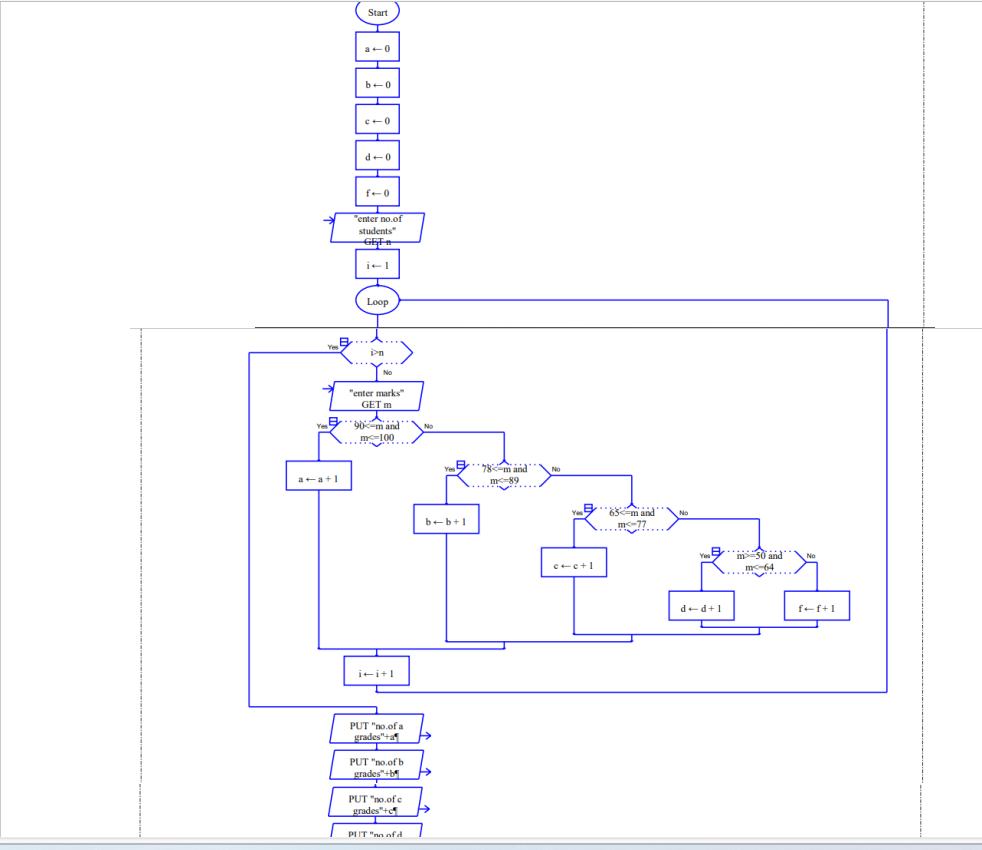 Start
a ← 0
b ← 0
c ← 0
d ← 0
f ← 0
"enter no.of
students"
GET n
i ← 1
Loop
Yes
i>n
No
"enter marks"
GET m
Yes
90<=m and
m<=100
No
a ← a + 1
Yes
78<=m and
m<=89
No
b ← b + 1
Yes
65<=m and
m<=77
No
c ← c + 1
Yes
m>=50 and
m<=64
No
d ← d + 1
f ← f + 1
i ← i + 1
PUT "no.of a
grades"+a¶
PUT "no.of b
grades"+b¶
PUT "no.of c
grades"+c¶
PUT "no.of d